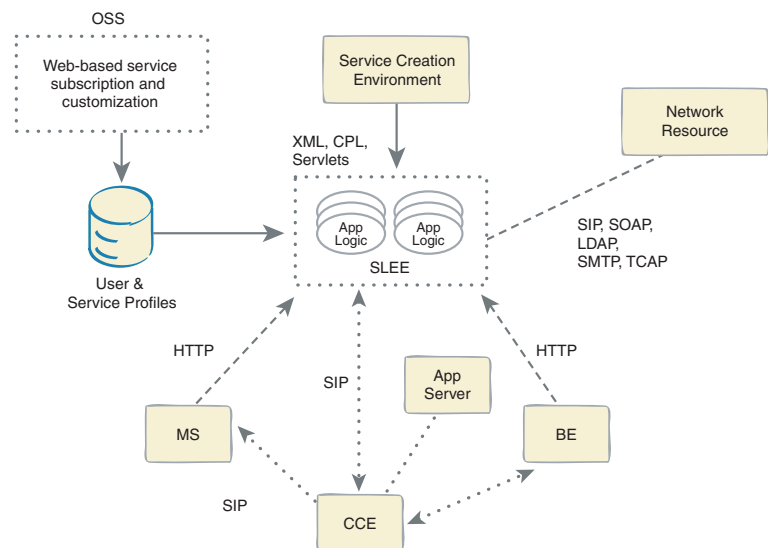 OSS
Web-based service
subscription and
customization
Service Creation
Environment
Network
Resource
XML, CPL,
Servlets
App
Logic
App
Logic
SLEE
SIP, SOAP,
LDAP,
SMTP, TCAP
User &
Service Profiles
HTTP
SIP
App
Server
HTTP
MS
BE
SIP
CCE